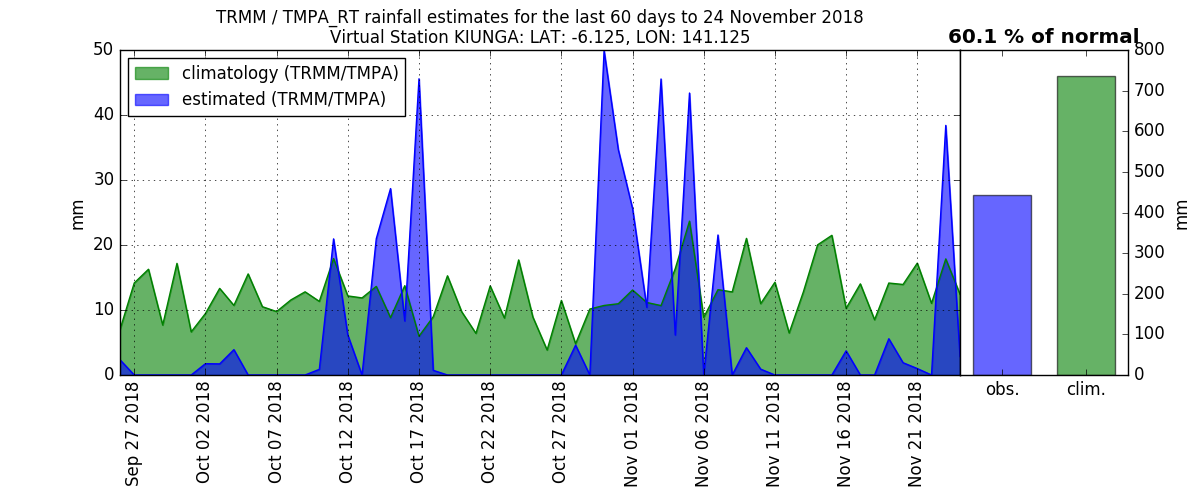 TRMM / TMPA_RT rainfall estimates for the last 60 days to 24 November 2018
Virtual Station KIUNGA: LAT: -6.125, LON: 141.125
60.1 % of normal
climatology (TRMM/TMPA)
estimated (TRMM/TMPA)
50
40
30
20
10
0
mm
Sep 27 2018
Oct 02 2018
Oct 07 2018
Oct 12 2018
Oct 17 2018
Oct 22 2018
Oct 27 2018
Nov 01 2018
Nov 06 2018
Nov 11 2018
Nov 16 2018
Nov 21 2018
obs.
clim.
800
700
600
500
400
300
200
100
0
mm